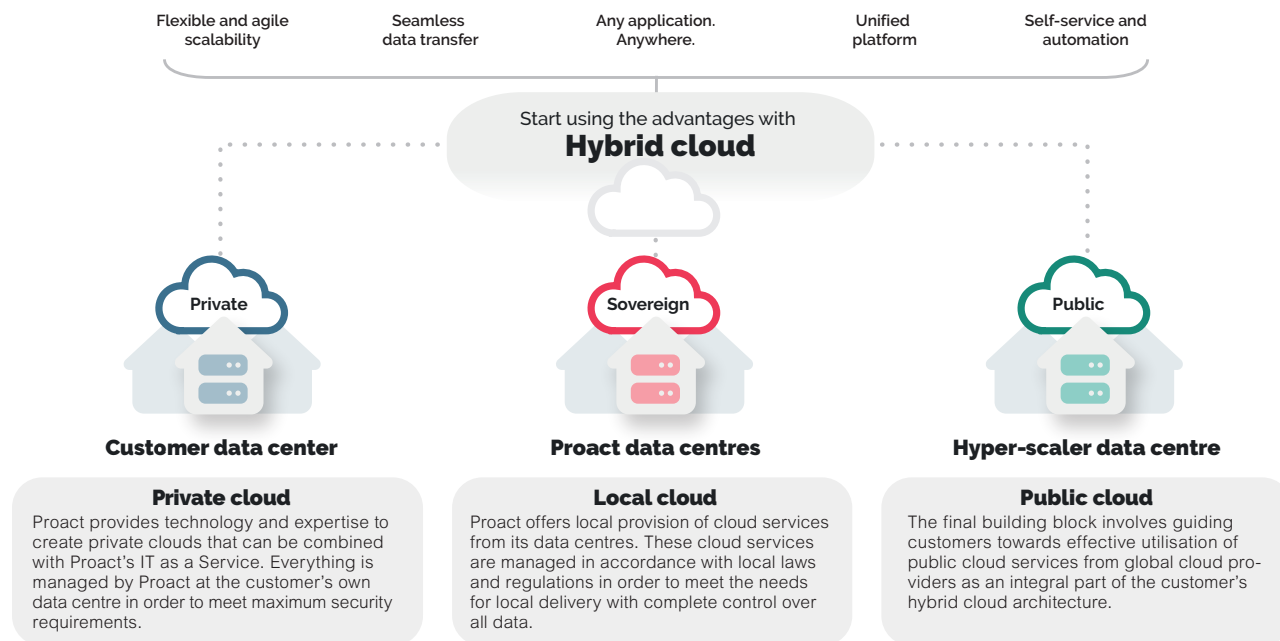 Flexible and agile
scalability
Seamless
data transfer
Any application.
Anywhere.
Unified
platform
Self-service and
automation
Start using the advantages with
Hybrid cloud
Private
Sovereign
Public
Customer data center
Proact data centres
Hyper-scaler data centre
Private cloud
Proact provides technology and expertise to
create private clouds that can be combined
with Proact's IT as a Service. Everything is
managed by Proact at the customer's own
data centre in order to meet maximum security
requirements.
Local cloud
Proact offers local provision of cloud services
from its data centres. These cloud services
are managed in accordance with local laws
and regulations in order to meet the needs
for local delivery with complete control over
all data.
Public cloud
The final building block involves guiding
customers towards effective utilisation of
public cloud services from global cloud pro-
viders as an integral part of the customer's
hybrid cloud architecture.